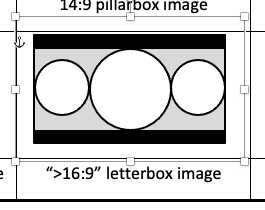 14:9 pillarbox image
“>16:9” letterbox image